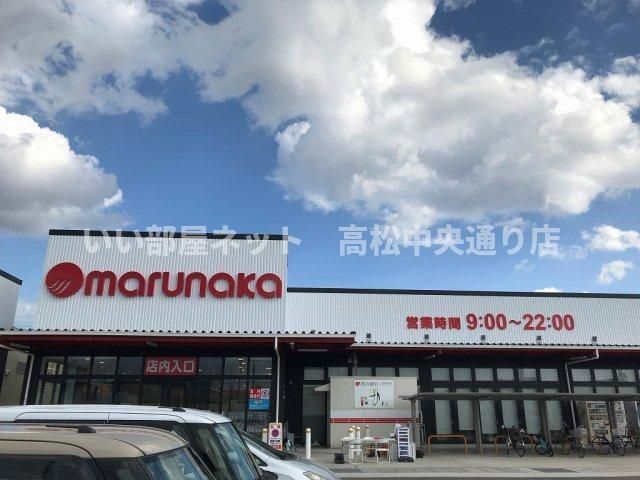 いい部屋ネット 高松中央通り店
marunaka
営業時間 9:00～22:00
店内入口